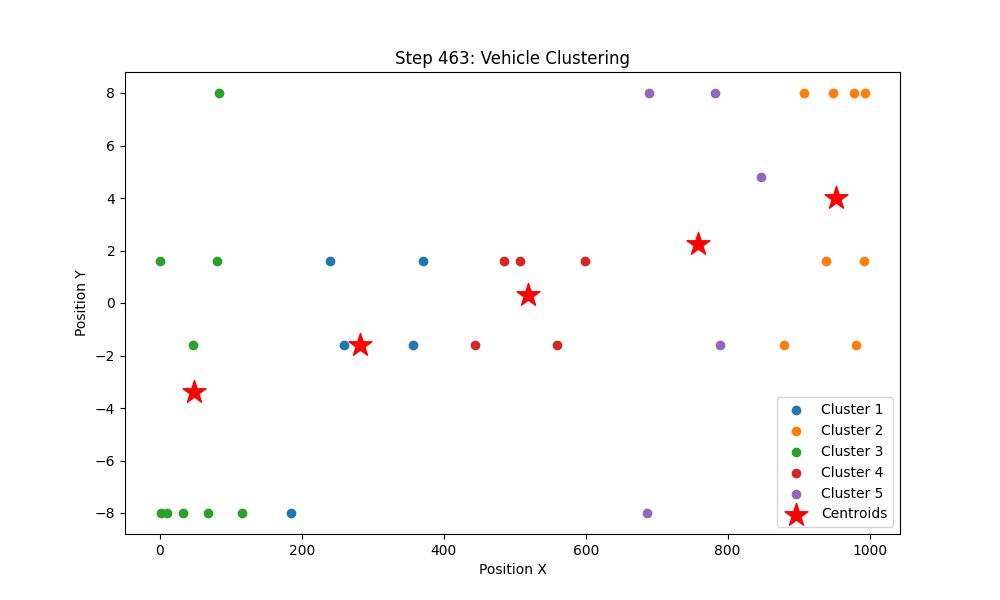 Step 463: Vehicle Clustering
Position Y
8
6
4
2
0
−2
−4
−6
−8
0 200 400 600 800 1000
Position X
Cluster 1
Cluster 2
Cluster 3
Cluster 4
Cluster 5
Centroids